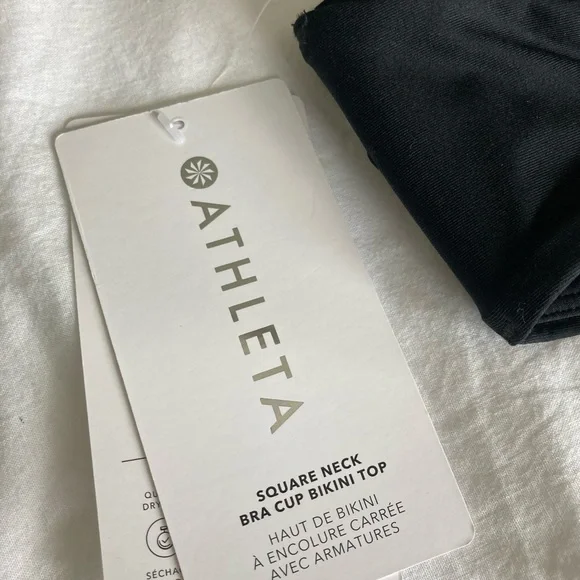 ATHLETA
SQUARE NECK
BRA CUP BIKINI TOP
HAUT DE BIKINI
À ENCOLURE CARRÉE
AVEC ARMATURES